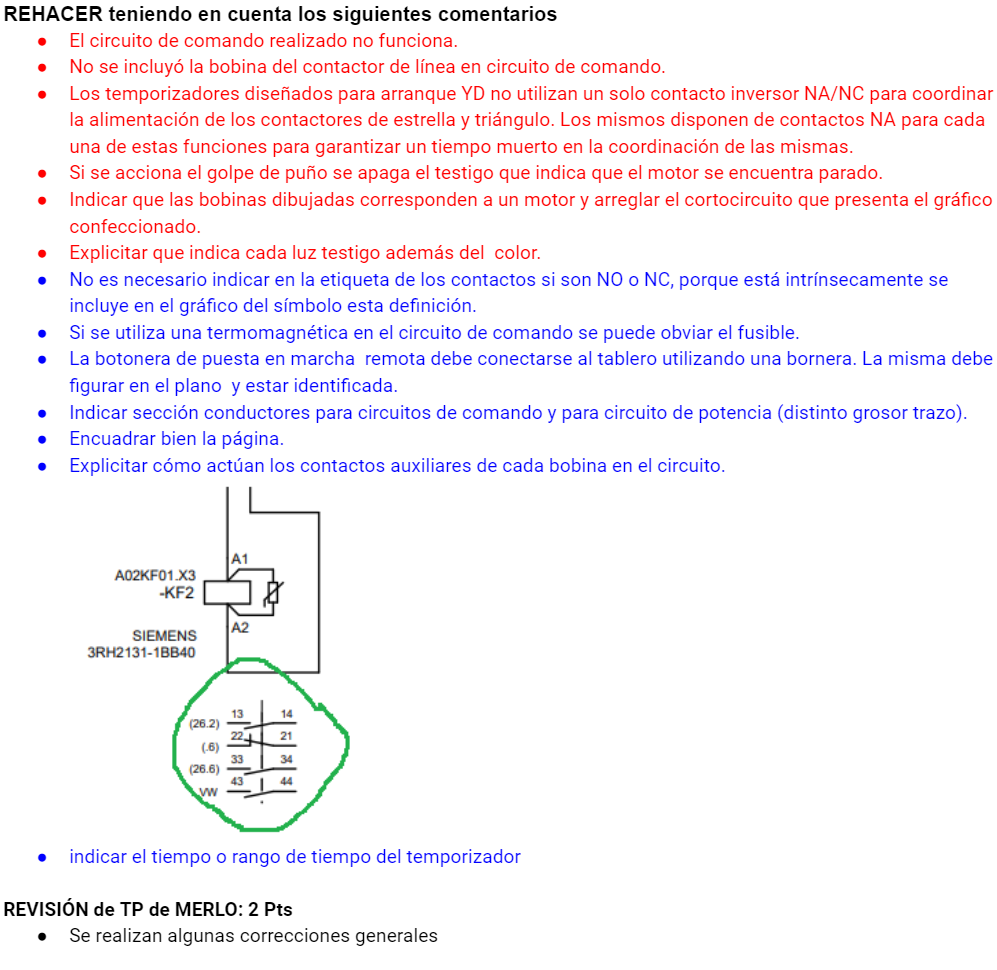 REHACER teniendo en cuenta los siguientes comentarios
● El circuito de comando realizado no funciona.
● No se incluyó la bobina del contactor de línea en circuito de comando.
● Los temporizadores diseñados para arranque YD no utilizan un solo contacto inversor NA/NC para coordinar
la alimentación de los contactores de estrella y triángulo. Los mismos disponen de contactos NA para cada
una de estas funciones para garantizar un tiempo muerto en la coordinación de las mismas.
● Si se acciona el golpe de puño se apaga el testigo que indica que el motor se encuentra parado.
● Indicar que las bobinas dibujadas corresponden a un motor y arreglar el cortocircuito que presenta el gráfico
confeccionado.
● Explicitar que indica cada luz testigo además del  color.
● No es necesario indicar en la etiqueta de los contactos si son NO o NC, porque está intrínsecamente se
incluye en el gráfico del símbolo esta definición.
● Si se utiliza una termomagnética en el circuito de comando se puede obviar el fusible.
● La botonera de puesta en marcha  remota debe conectarse al tablero utilizando una bornera. La misma debe
figurar en el plano  y estar identificada.
● Indicar sección conductores para circuitos de comando y para circuito de potencia (distinto grosor trazo).
● Encuadrar bien la página.
● Explicitar cómo actúan los contactos auxiliares de cada bobina en el circuito.
A1
A02KF01.X3
-KF2
A2
SIEMENS
3RH2131-1BB40
(26.2) 13 14
(.6) 22 21
(26.6) 33 34
VW 43 44
● indicar el tiempo o rango de tiempo del temporizador
REVISIÓN de TP de MERLO: 2 Pts
● Se realizan algunas correcciones generales